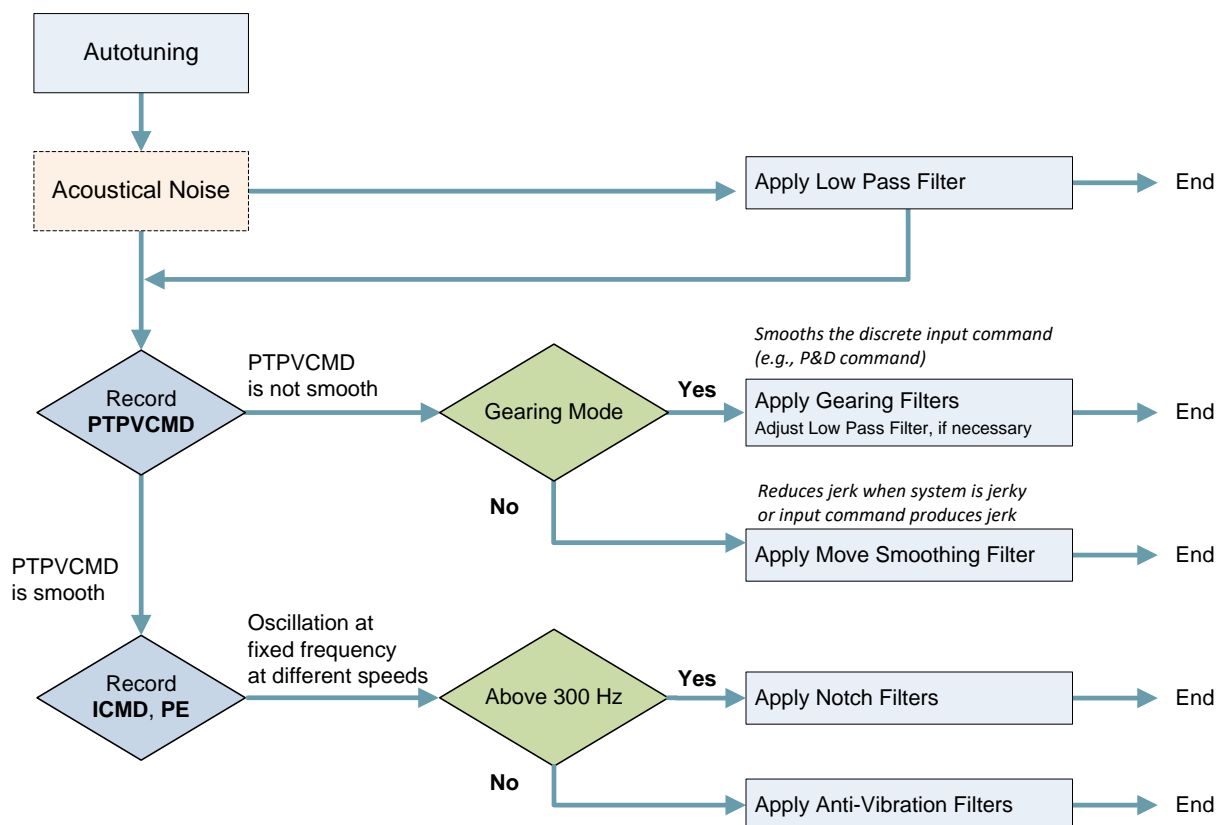 Autotuning
Acoustical Noise
Apply Low Pass Filter
End
Smooths the discrete input command
(e.g., P&D command)
PTPVCMD
is not smooth
Record
PTPVCMD
Gearing Mode
Yes
Apply Gearing Filters
Adjust Low Pass Filter, if necessary
End
No
Reduces jerk when system is jerky
or input command produces jerk
Apply Move Smoothing Filter
End
PTPVCMD
is smooth
Oscillation at
fixed frequency
at different speeds
Record
ICMD, PE
Above 300 Hz
Yes
Apply Notch Filters
End
No
Apply Anti-Vibration Filters
End